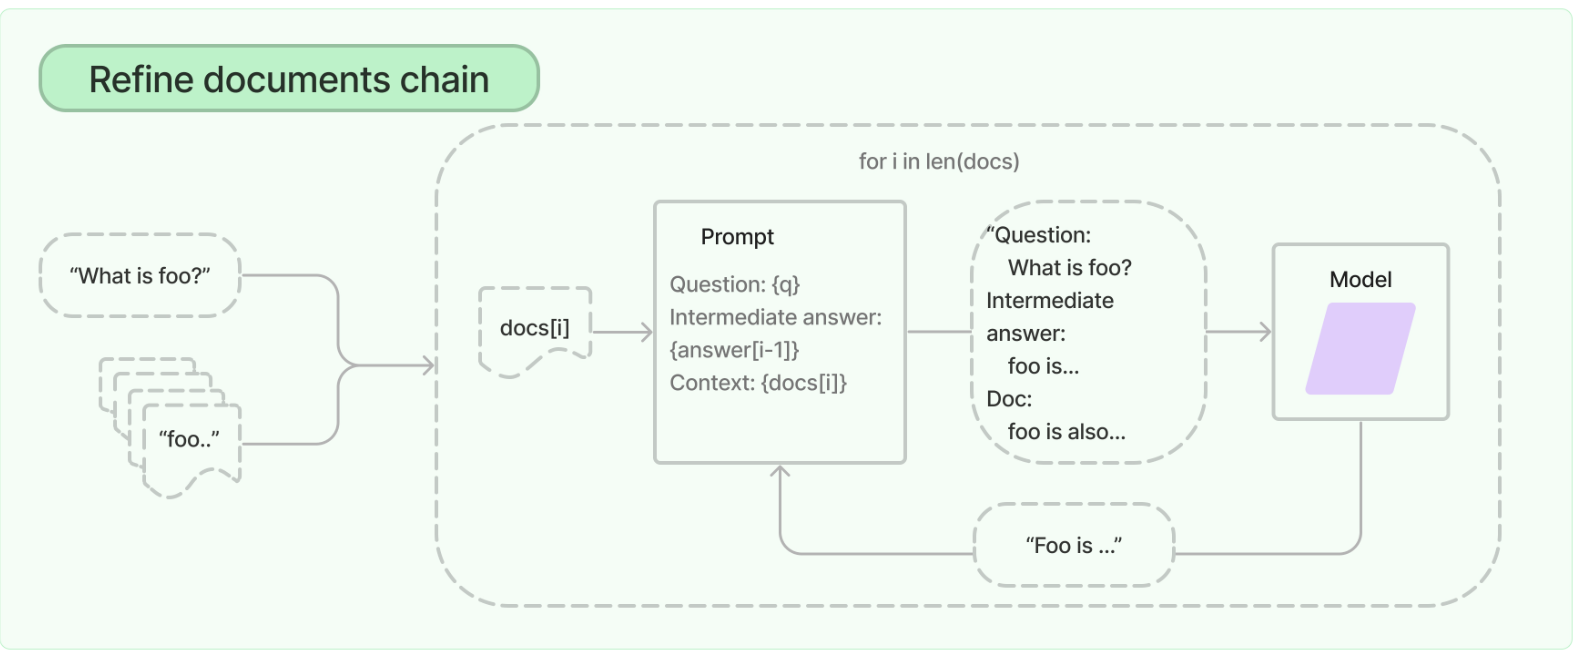 Refine documents chain
for i in len(docs)
“What is foo?”
“foo..”
docs[i]
Prompt
Question: {q}
Intermediate answer:
{answer[i-1]}
Context: {docs[i]}
“Question:
What is foo?
Intermediate
answer:
foo is...
Doc:
foo is also...
Model
“Foo is ...”